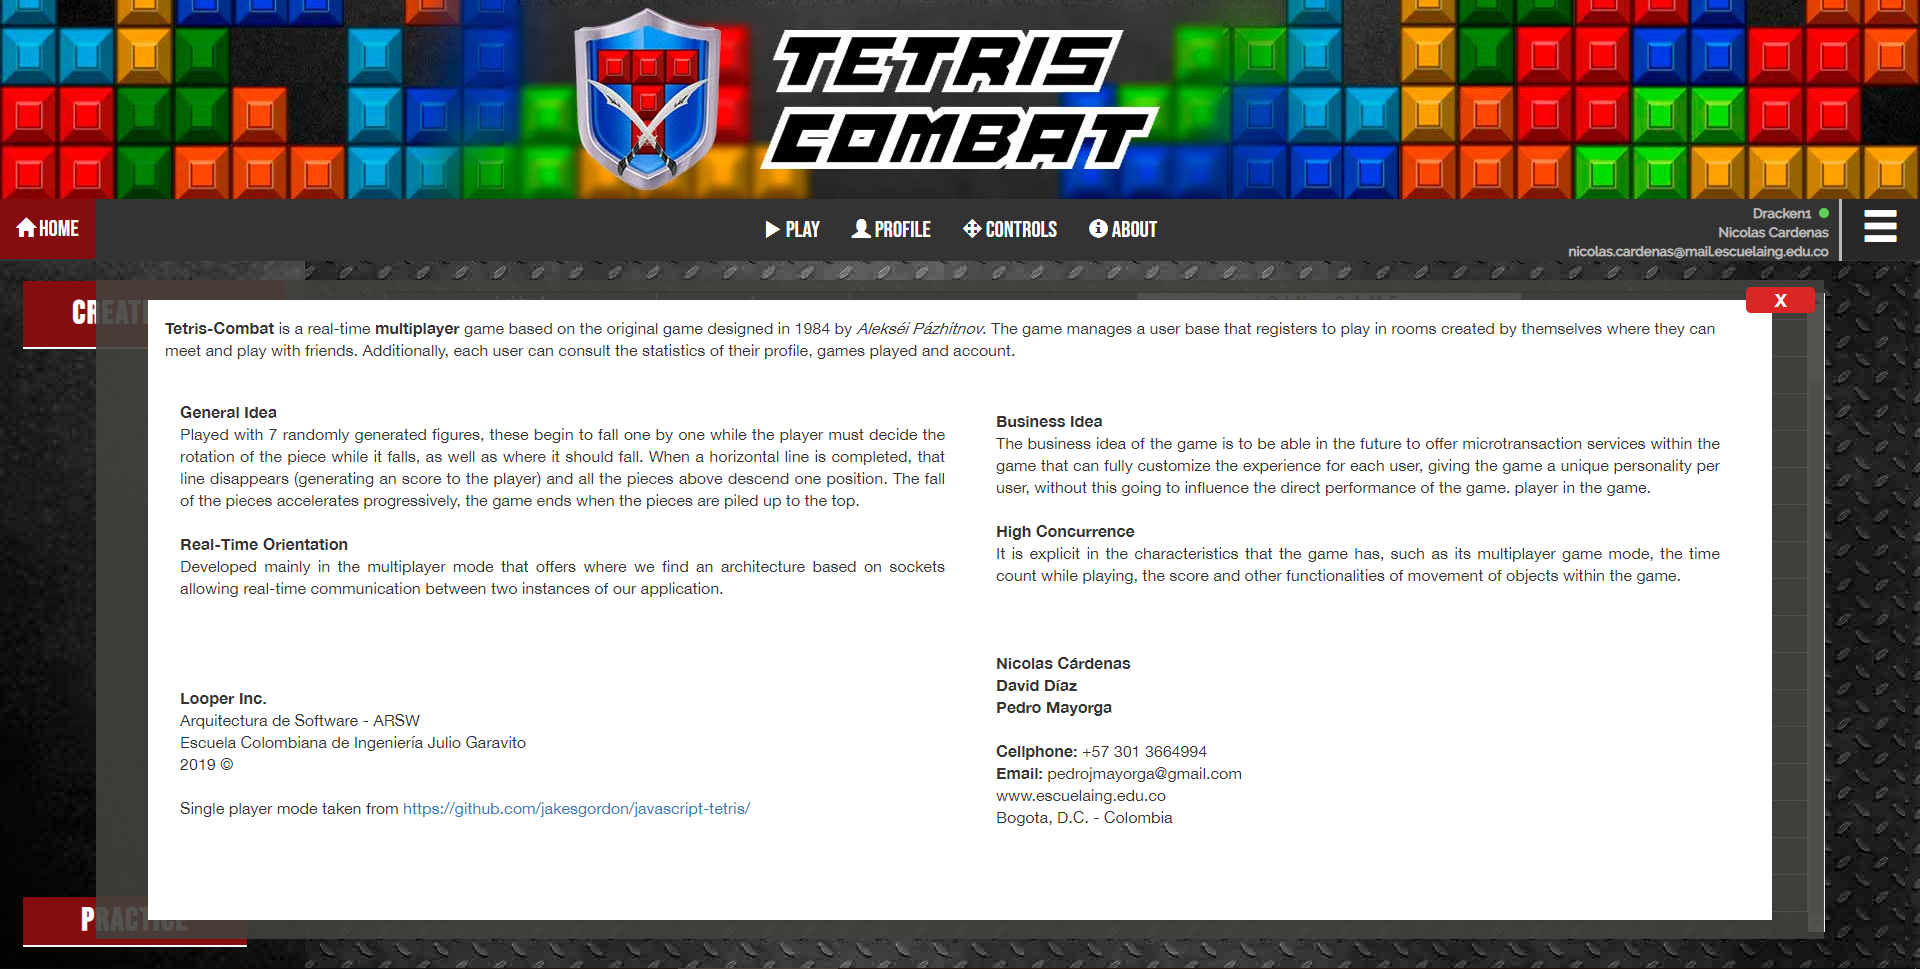 TETRIS
COMBAT
HOME
PLAY
PROFILE
CONTROLS
ABOUT
Dracken1
Nicolas Cardenas
nicolas.cardenas@mail.escuelaing.edu.co
CREATE
X
Tetris-Combat is a real-time multiplayer game based on the original game designed in 1984 by Alekséi Pázhitnov. The game manages a user base that registers to play in rooms created by themselves where they can
meet and play with friends. Additionally, each user can consult the statistics of their profile, games played and account.
General Idea
Played with 7 randomly generated figures, these begin to fall one by one while the player must decide the
rotation of the piece while it falls, as well as where it should fall. When a horizontal line is completed, that
line disappears (generating an score to the player) and all the pieces above descend one position. The fall
of the pieces accelerates progressively, the game ends when the pieces are piled up to the top.
Real-Time Orientation
Developed mainly in the multiplayer mode that offers where we find an architecture based on sockets
allowing real-time communication between two instances of our application.
Looper Inc.
Arquitectura de Software - ARSW
Escuela Colombiana de Ingeniería Julio Garavito
2019 ©
Single player mode taken from https://github.com/jakesgordon/javascript-tetris/
Business Idea
The business idea of the game is to be able in the future to offer microtransaction services within the
game that can fully customize the experience for each user, giving the game a unique personality per
user, without this going to influence the direct performance of the game. player in the game.
High Concurrence
It is explicit in the characteristics that the game has, such as its multiplayer game mode, the time
count while playing, the score and other functionalities of movement of objects within the game.
Nicolas Cárdenas
David Díaz
Pedro Mayorga
Cellphone: +57 301 3664994
Email: pedrojmayorga@gmail.com
www.escuelaing.edu.co
Bogota, D.C. - Colombia
PRACTICE